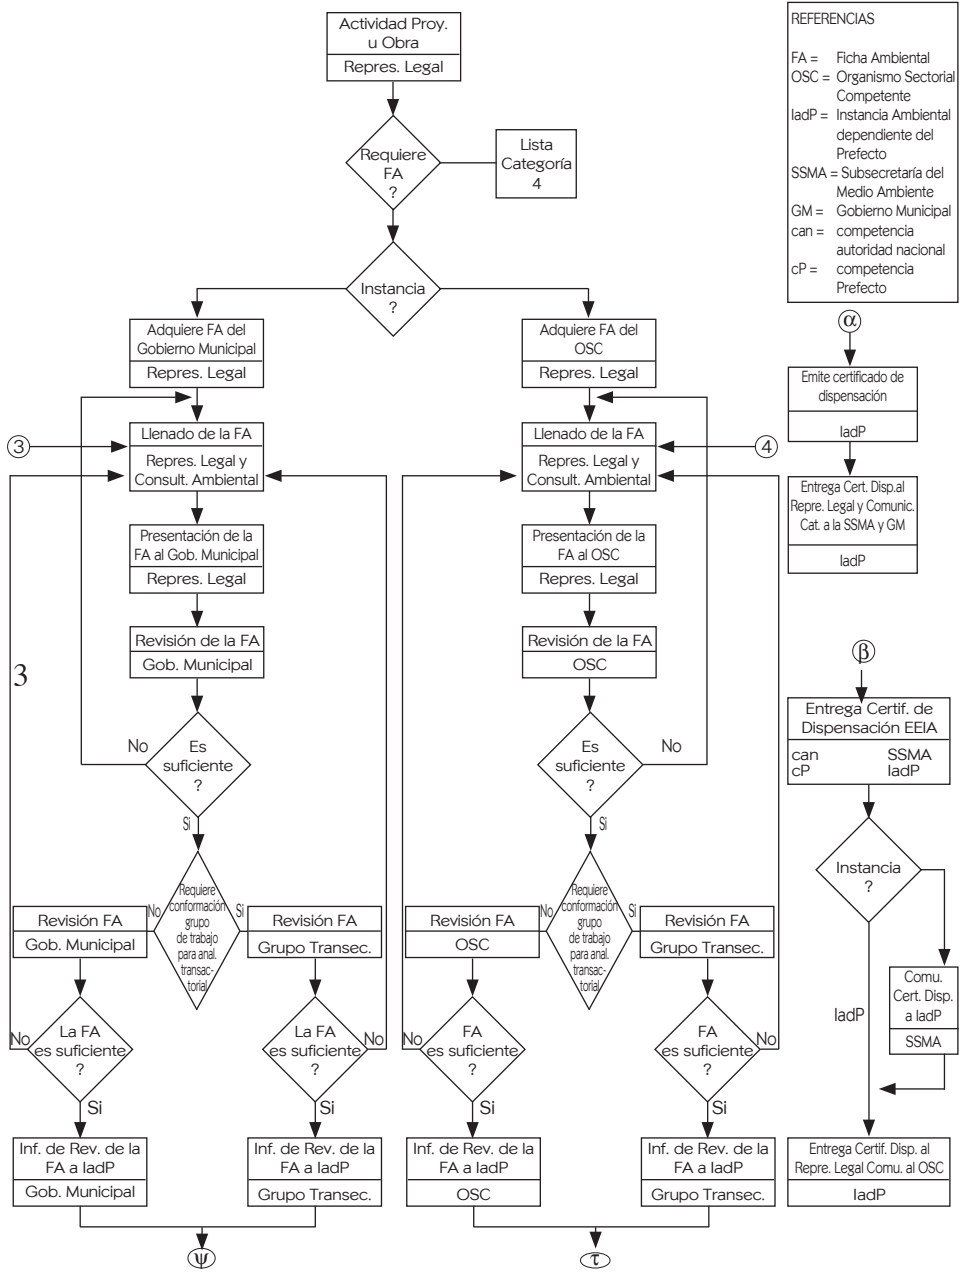 Actividad Proy.
u Obra
Repres. Legal
Requiere
FA
?
Lista
Categoría
4
Instancia
?
Adquiere FA del
Gobierno Municipal
Repres. Legal
3
Llenado de la FA
Repres. Legal y
Consult. Ambiental
Presentación de la
FA al Gob. Municipal
Repres. Legal
Revisión de la FA
Gob. Municipal
3
No
Es
suficiente
?
Si
Requiere
conformación
grupo
de trabajo
para anal.
transac-
torial
No
Si
Revisión FA
Gob. Municipal
Revisión FA
Grupo Transec.
No
La FA
es suficiente
?
Si
La FA
es suficiente
?
No
Si
Inf. de Rev. de la
FA a IadP
Gob. Municipal
Inf. de Rev. de la
FA a IadP
Grupo Transec.
Ψ
Adquiere FA del
OSC
Repres. Legal
Llenado de la FA
Repres. Legal y
Consult. Ambiental
4
Presentación de la
FA al OSC
Repres. Legal
Revisión de la FA
OSC
Es
suficiente
?
No
Si
Requiere
conformación
grupo
de trabajo
para anal.
transac-
torial
No
Si
Revisión FA
OSC
Revisión FA
Grupo Transec.
No
FA
es suficiente
?
Si
FA
es suficiente
?
No
Si
Inf. de Rev. de la
FA a IadP
OSC
Inf. de Rev. de la
FA a IadP
Grupo Transec.
τ
REFERENCIAS
FA = Ficha Ambiental
OSC = Organismo Sectorial
Competente
IadP = Instancia Ambiental
dependiente del
Prefecto
SSMA = Subsecretaría del
Medio Ambiente
GM = Gobierno Municipal
can = competencia
autoridad nacional
cP = competencia
Prefecto
α
Emite certificado de
dispensación
IadP
Entrega Cert. Disp.al
Repre. Legal y Comunic.
Cat. a la SSMA y GM
IadP
β
Entrega Certif. de
Dispensación EEIA
can SSMA
cP IadP
Instancia
?
IadP
Comu.
Cert. Disp.
a IadP
SSMA
Entrega Certif. Disp. al
Repre. Legal Comu. al OSC
IadP